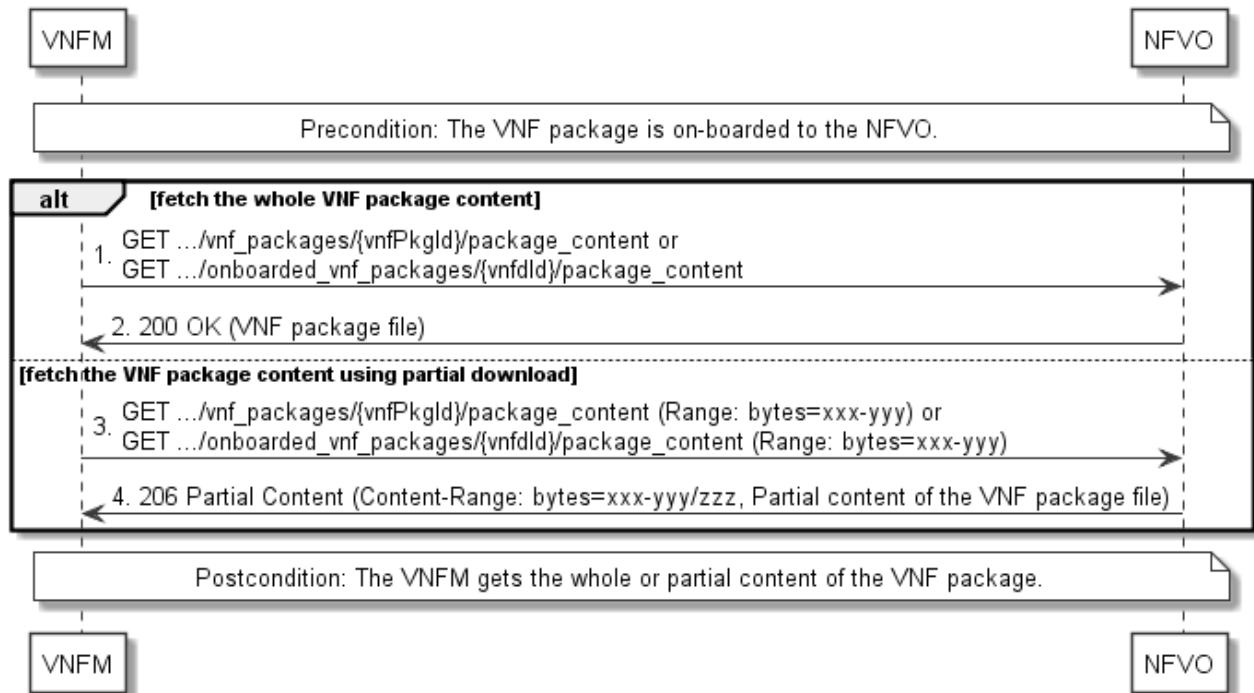 VNFM
NFVO
Precondition: The VNF package is on-boarded to the NFVO.
alt
[fetch the whole VNF package content]
1. GET .../vnf_packages/{vnfPkgId}/package_content or
GET .../onboarded_vnf_packages/{vnfdId}/package_content
2. 200 OK (VNF package file)
[fetch the VNF package content using partial download]
3. GET .../vnf_packages/{vnfPkgId}/package_content (Range: bytes=xxx-yyy) or
GET .../onboarded_vnf_packages/{vnfdId}/package_content (Range: bytes=xxx-yyy)
4. 206 Partial Content (Content-Range: bytes=xxx-yyy/zzz, Partial content of the VNF package file)
Postcondition: The VNFM gets the whole or partial content of the VNF package.
VNFM
NFVO